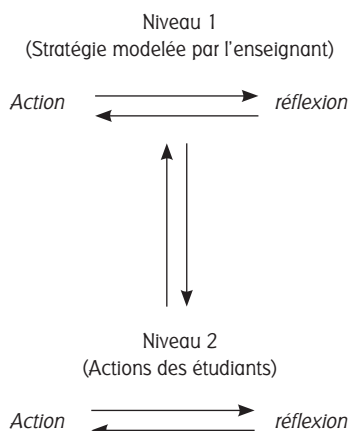 Niveau 1
(Stratégie modelée par l'enseignant)
Action réflexion
Niveau 2
(Actions des étudiants)
Action réflexion